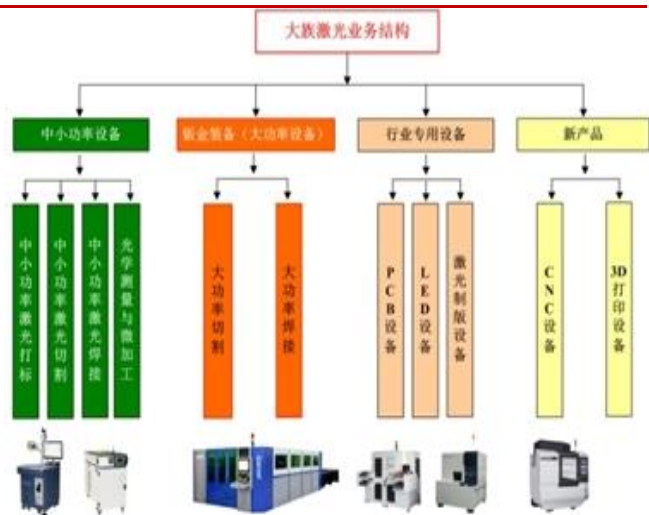 大族激光业务结构
中小功率设备
钣金装备（大功率设备）
行业专用设备
新产品
中小功率激光打标
中小功率激光切割
中小功率激光焊接
光学测量与微加工
大功率切割
大功率焊接
PCB设备
LED设备
激光制版设备
CNC设备
3D打印设备